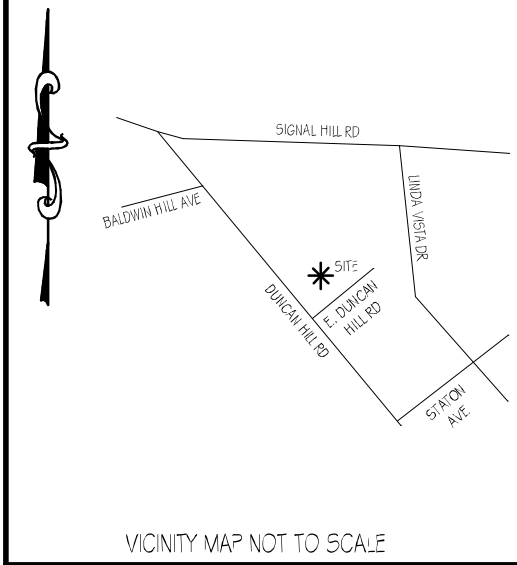 SIGNAL HILL RD
BALDWIN HILL AVE
LINDA VISTA DR
SITE
DUNCAN HILL RD
E. DUNCAN
HILL RD
STATON
AVE
VICINITY MAP NOT TO SCALE